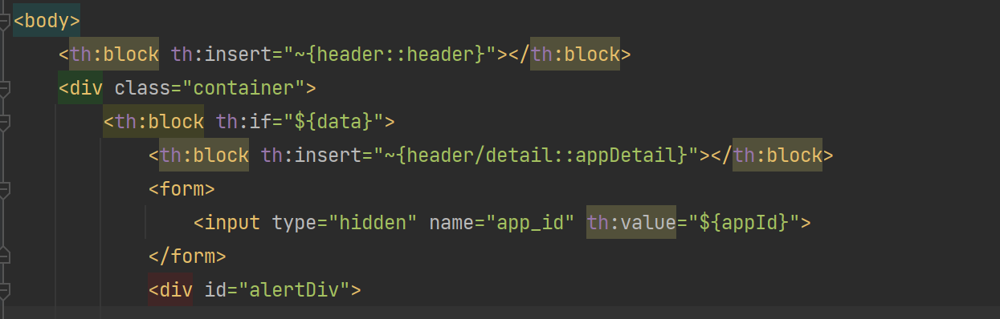 <body>
<th:block th:insert="~{header::header}"></th:block>
<div class="container">
<th:block th:if="${data}">
<th:block th:insert="~{header/detail::appDetail}"></th:block>
<form>
<input type="hidden" name="app_id" th:value="${appId}">
</form>
<div id="alertDiv">